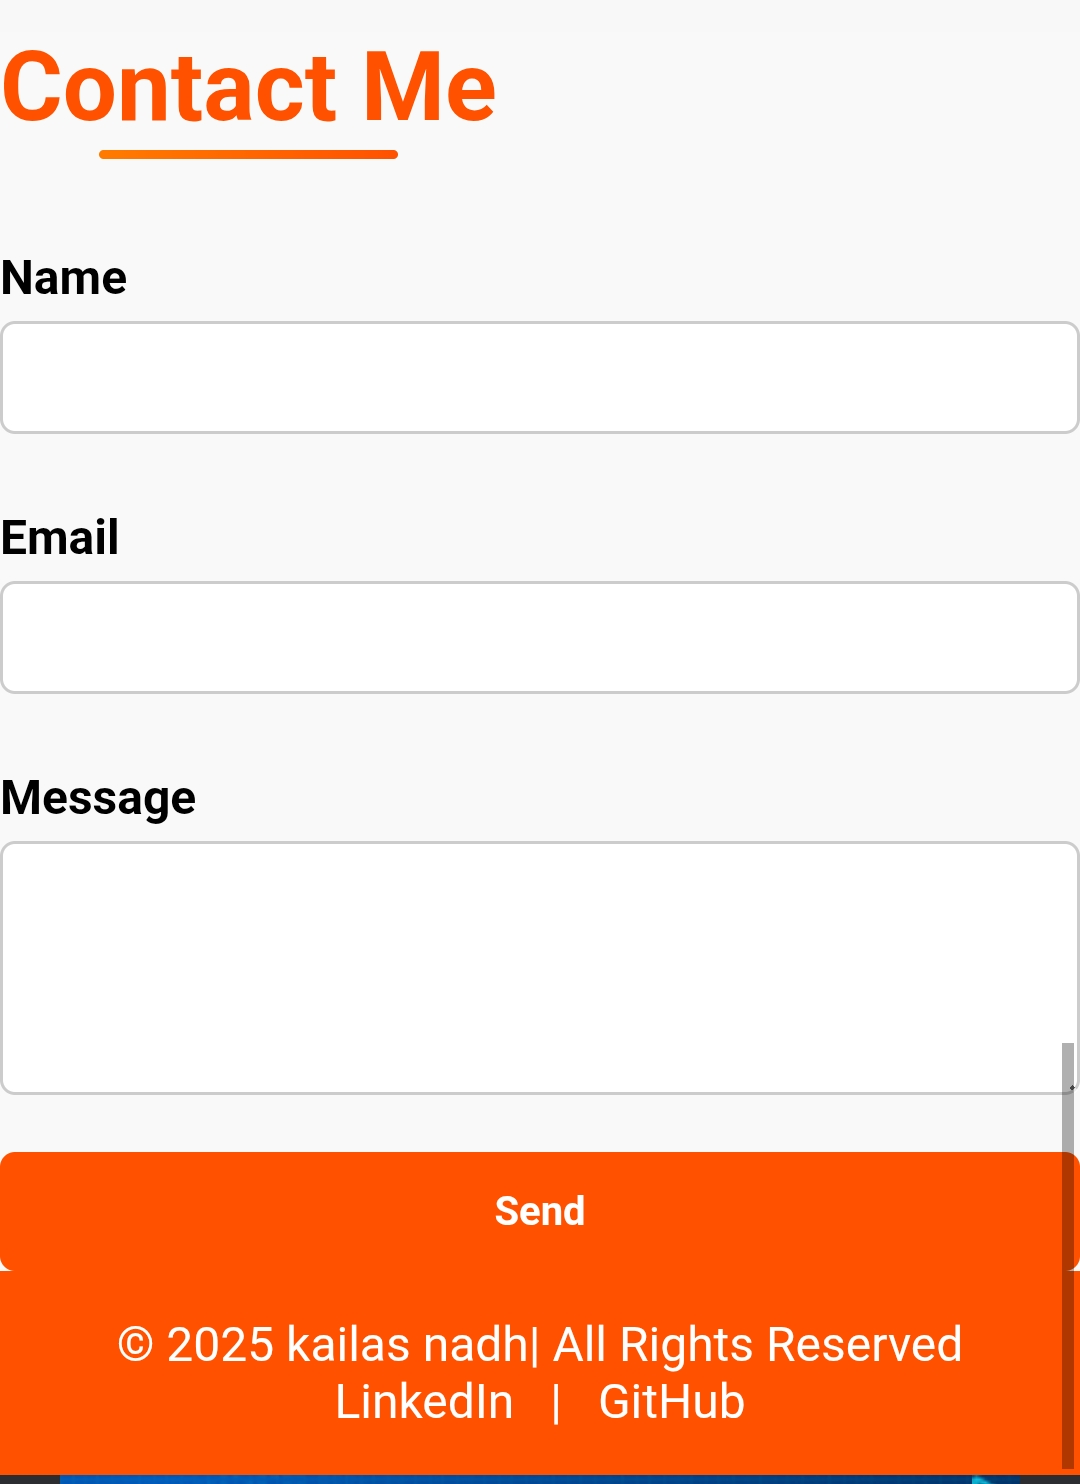 Contact Me
Name
Email
Message
Send
© 2025 kailas nadh| All Rights Reserved
LinkedIn | GitHub